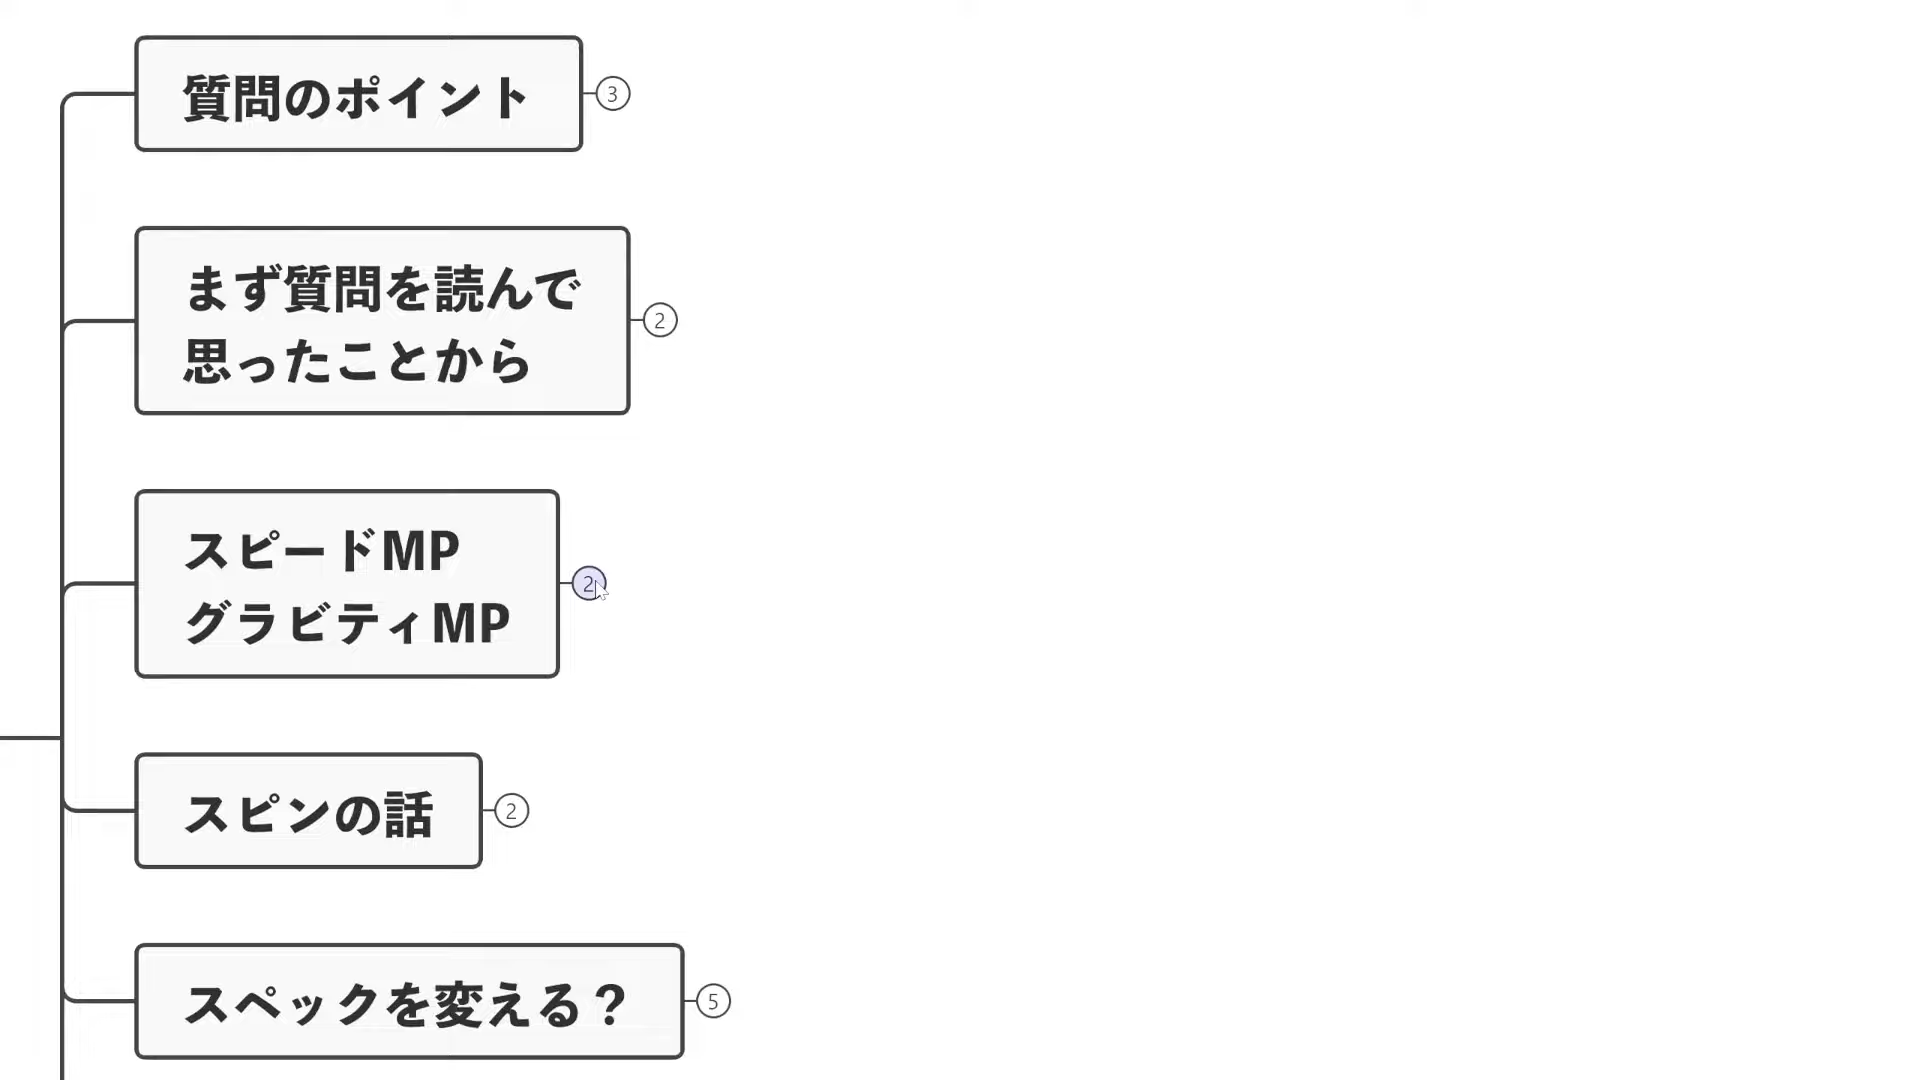 質問のポイント
3
まず質問を読んで
思ったことから
2
スピードMP
グラビティMP
2
スピンの話
2
スペックを変える？
5